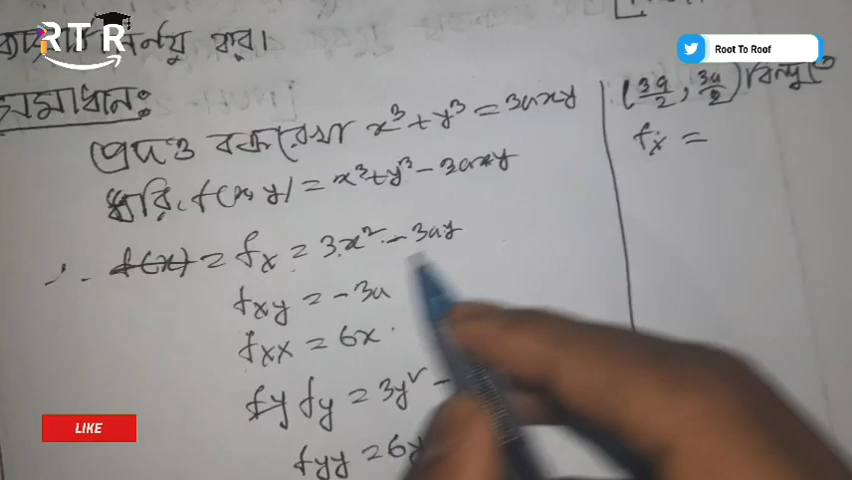 RTR
নির্ণয় কর।
Root To Roof
সমাধান:
প্রদত্ত বক্ররেখা x³ + y³ = 3axy
ধরি, f(x, y) = x³ + y³ - 3axy
∴ f(x) = fx = 3x² - 3ay
fxy = -3a
fxx = 6x
fy fy = 3y² -
fyy = 6y
(3a/2, 3a/2) বিন্দুতে
fx =
LIKE